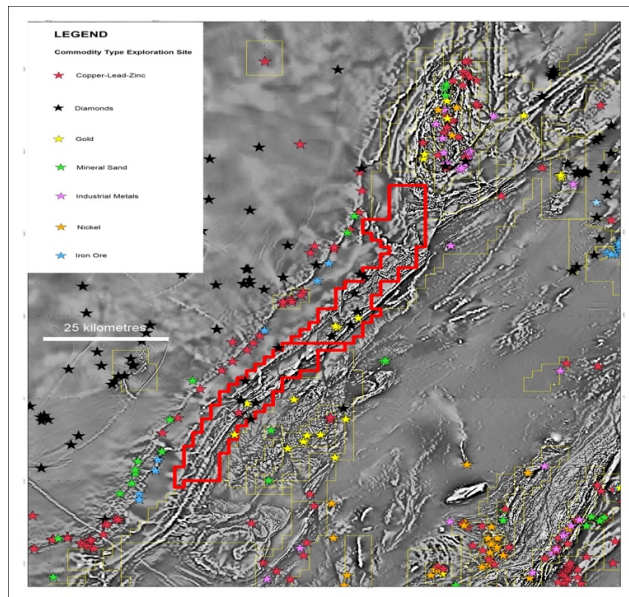 LEGEND
Commodity Type Exploration Site
Copper-Lead-Zinc
Diamonds
Gold
Mineral Sand
Industrial Metals
Nickel
Iron Ore
25 kilometres